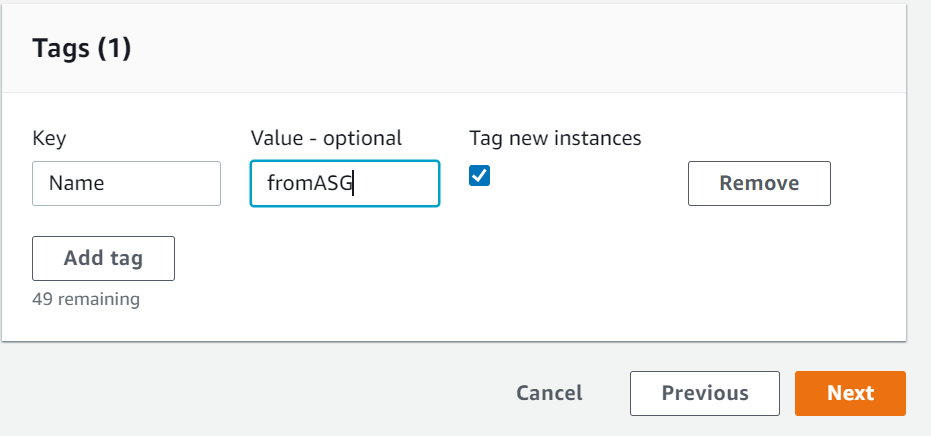 Tags (1)
Key Value - optional Tag new instances
Name fromASG Remove
Add tag
49 remaining
Cancel Previous Next